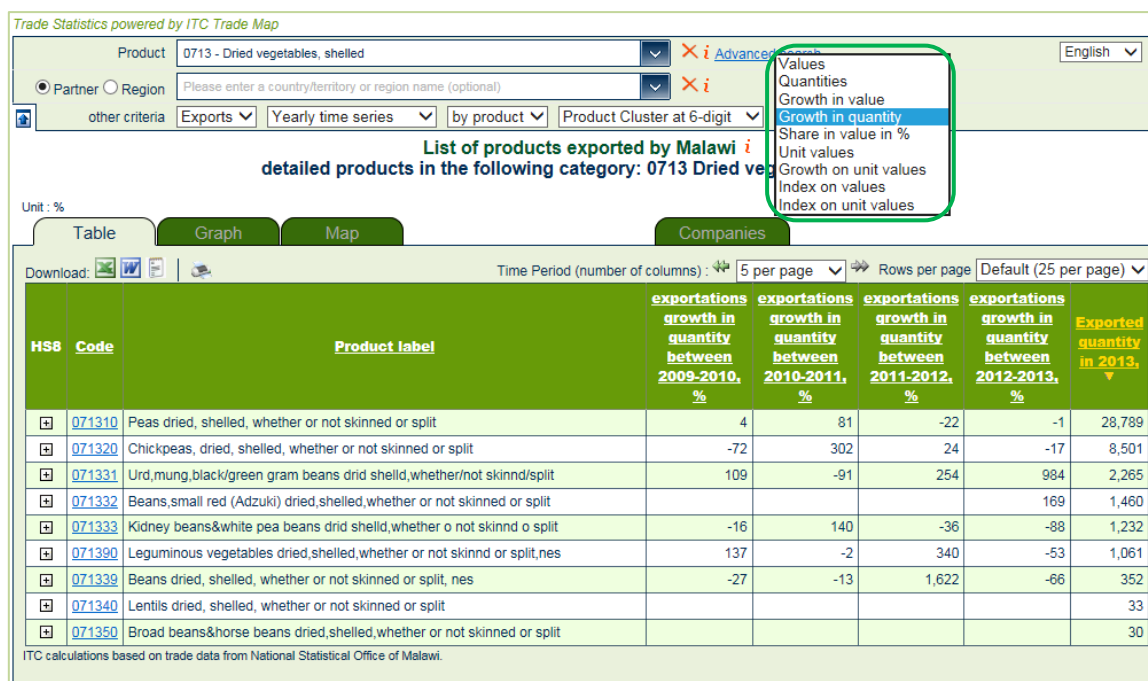 Trade Statistics powered by ITC Trade Map
Product 0713 - Dried vegetables, shelled i Advanced Search
Partner Region Please enter a country/territory or region name (optional) i
other criteria Exports Yearly time series by product Product Cluster at 6-digit
English
Values
Quantities
Growth in value
Growth in quantity
Share in value in %
Unit values
Growth on unit values
Index on values
Index on unit values
List of products exported by Malawi i
detailed products in the following category: 0713 Dried
Unit : %
Table Graph Map Companies
Download: Time Period (number of columns) : 5 per page Rows per page Default (25 per page)
HS8 Code Product label
exportations growth in quantity between 2009-2010, %
exportations growth in quantity between 2010-2011, %
exportations growth in quantity between 2011-2012, %
exportations growth in quantity between 2012-2013, %
Exported quantity in 2013,
071310 Peas dried, shelled, whether or not skinned or split 4 81 -22 -1 28,789
071320 Chickpeas, dried, shelled, whether or not skinned or split -72 302 24 -17 8,501
071331 Urd,mung,black/green gram beans drid shelld,whether/not skinnd/split 109 -91 254 984 2,265
071332 Beans,small red (Adzuki) dried,shelled,whether or not skinned or split 169 1,460
071333 Kidney beans&white pea beans drid shelld,whether o not skinnd o split -16 140 -36 -88 1,232
071390 Leguminous vegetables dried,shelled,whether or not skinnd or split,nes 137 -2 340 -53 1,061
071339 Beans dried, shelled, whether or not skinned or split, nes -27 -13 1,622 -66 352
071340 Lentils dried, shelled, whether or not skinned or split 33
071350 Broad beans&horse beans dried,shelled,whether or not skinned or split 30
ITC calculations based on trade data from National Statistical Office of Malawi.